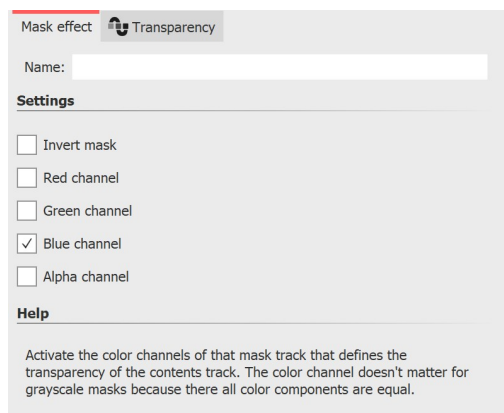 Mask effect Transparency
Name:
Settings
Invert mask
Red channel
Green channel
Blue channel
Alpha channel
Help
Activate the color channels of that mask track that defines the
transparency of the contents track. The color channel doesn't matter for
grayscale masks because there all color components are equal.